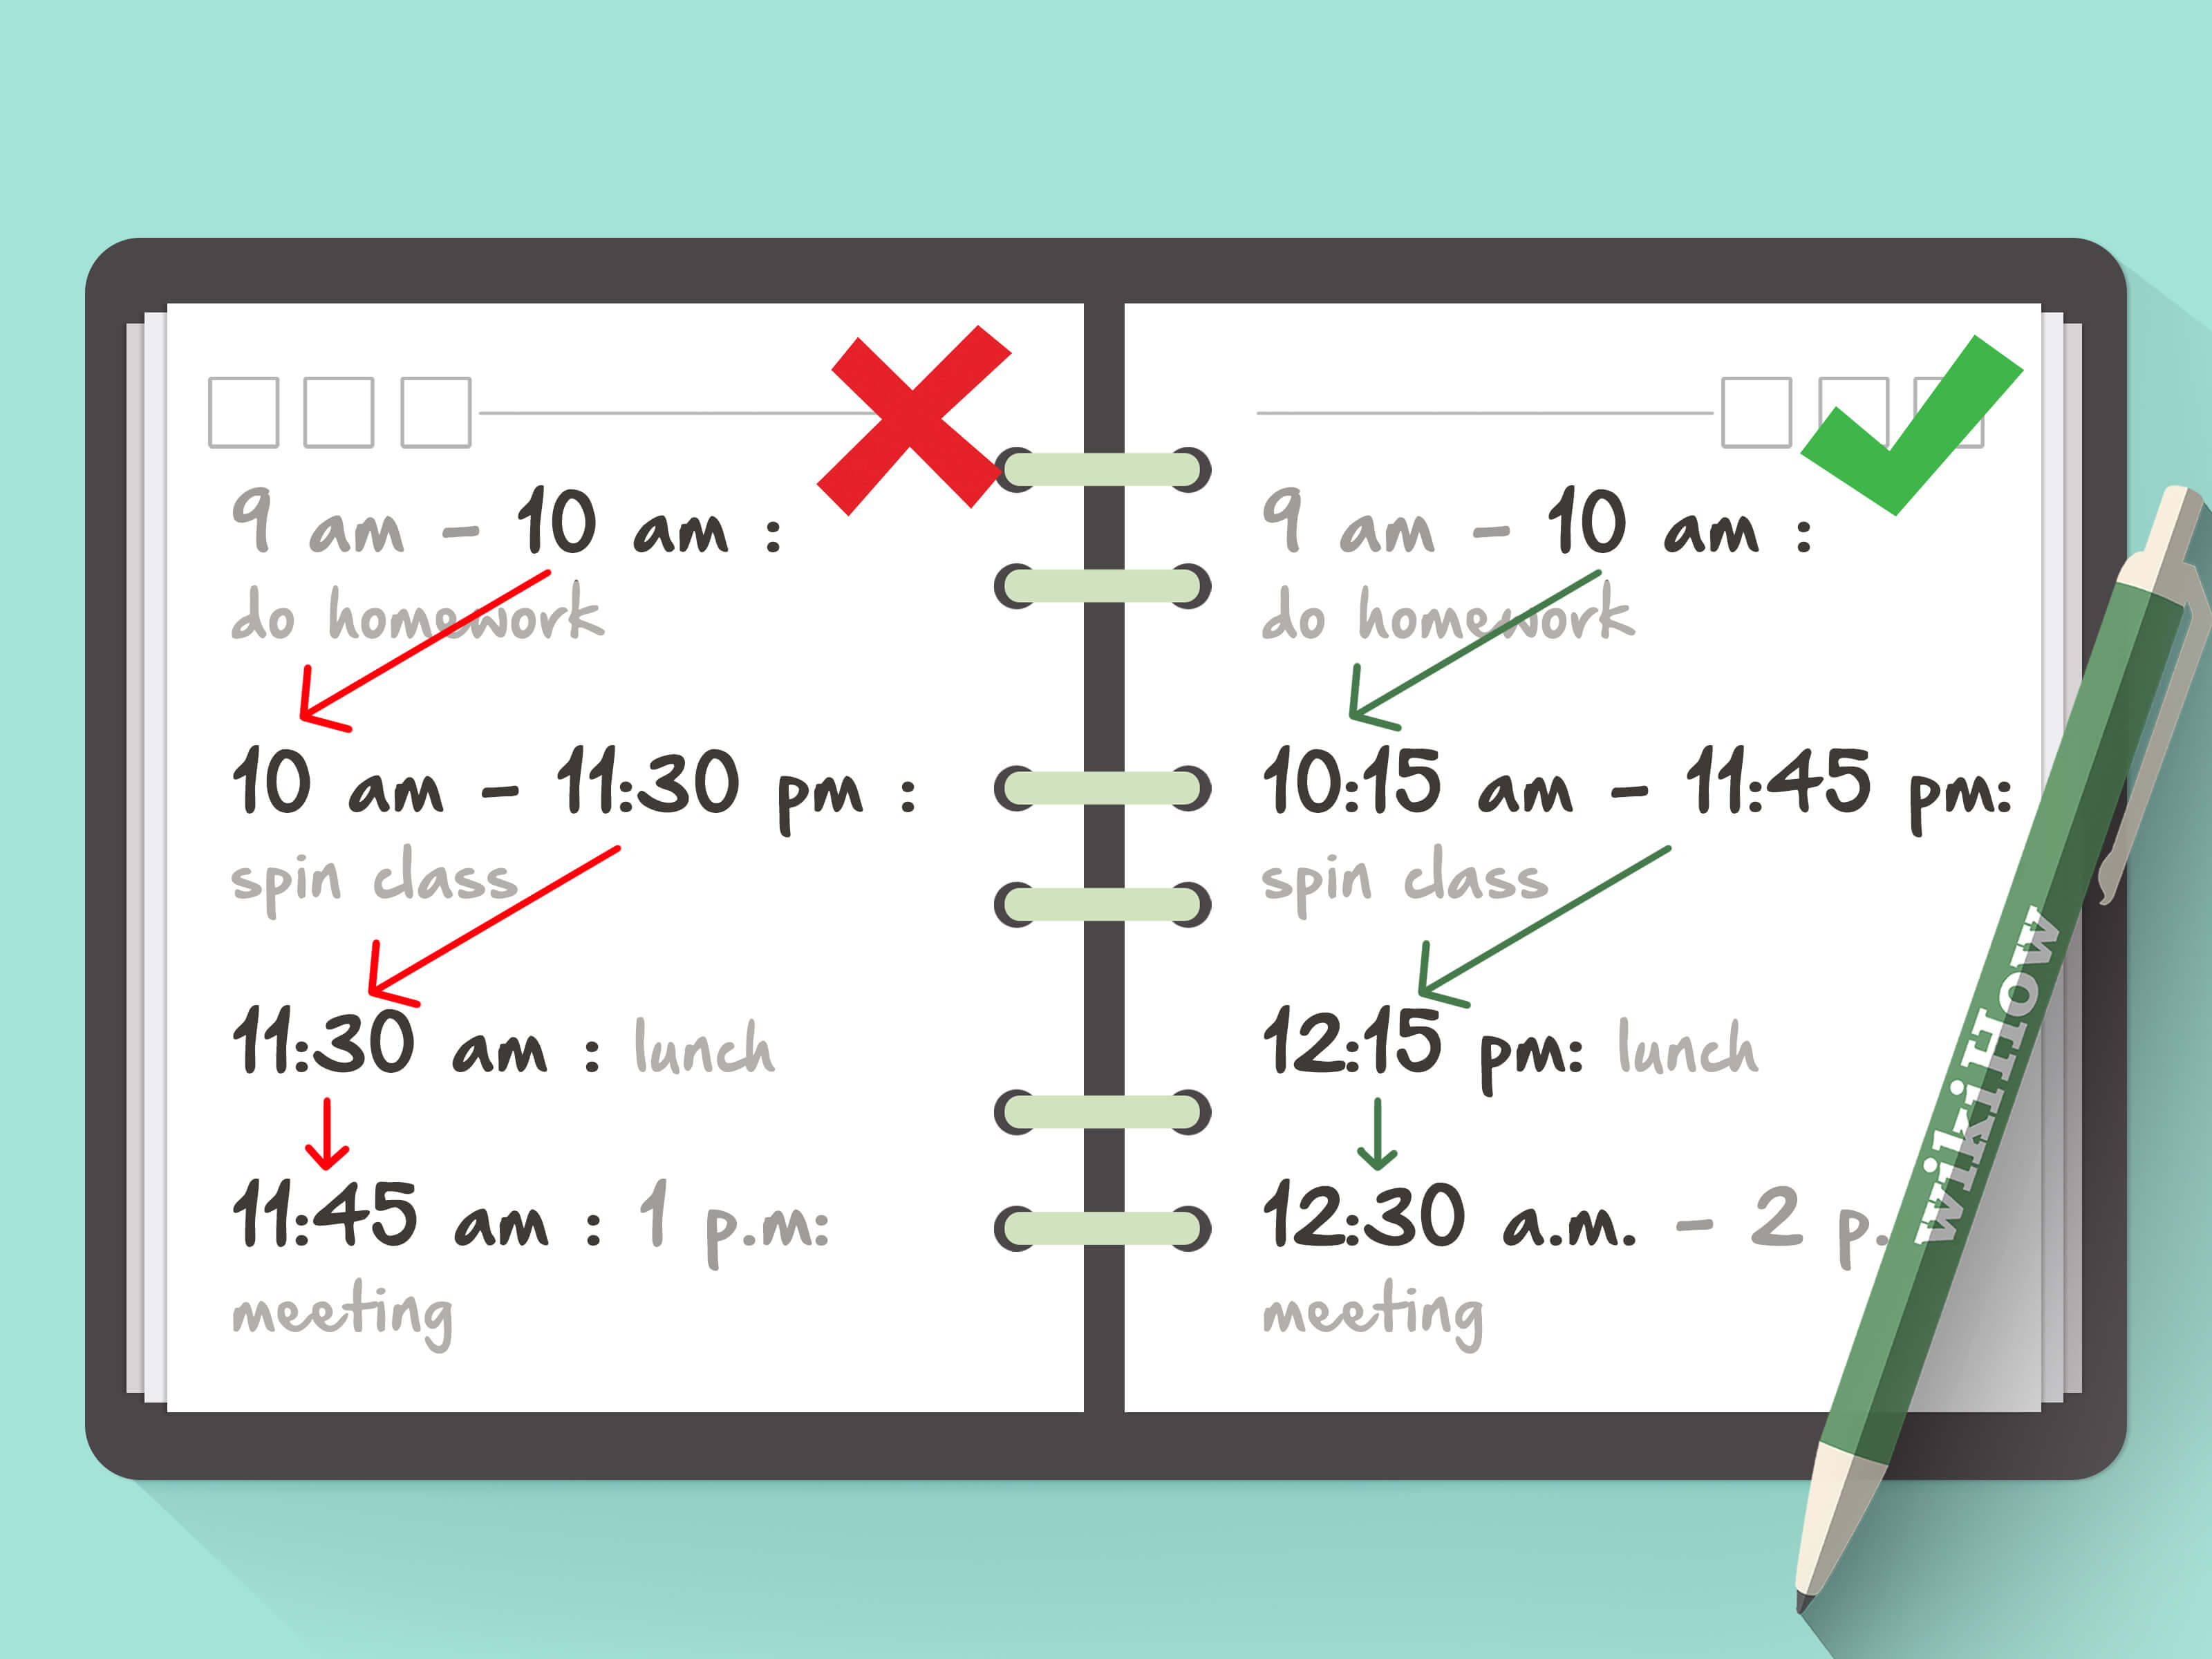 9 am - 10 am :
do homework
10 am - 11:30 pm :
spin class
11:30 am : lunch
11:45 am : 1 p.m:
meeting
9 am - 10 am :
do homework
10:15 am - 11:45 pm:
spin class
12:15 pm: lunch
12:30 a.m. - 2 p.
meeting
wikiHow